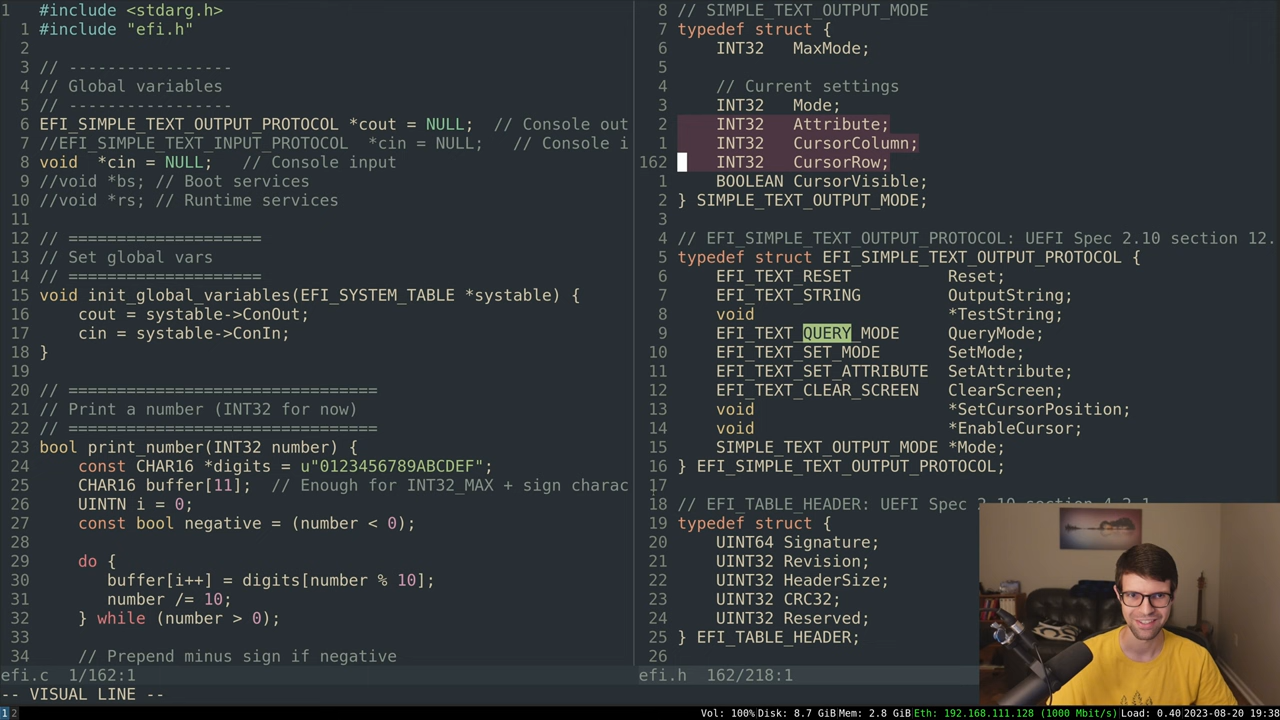 1 #include <stdarg.h>
1 #include "efi.h"
2
3 // -----------------
4 // Global variables
5 // -----------------
6 EFI_SIMPLE_TEXT_OUTPUT_PROTOCOL *cout = NULL; // Console out
7 //EFI_SIMPLE_TEXT_INPUT_PROTOCOL *cin = NULL; // Console i
8 void *cin = NULL; // Console input
9 //void *bs; // Boot services
10 //void *rs; // Runtime services
11
12 // ====================
13 // Set global vars
14 // ====================
15 void init_global_variables(EFI_SYSTEM_TABLE *systable) {
16 cout = systable->ConOut;
17 cin = systable->ConIn;
18 }
19
20 // ================================
21 // Print a number (INT32 for now)
22 // ================================
23 bool print_number(INT32 number) {
24 const CHAR16 *digits = u"0123456789ABCDEF";
25 CHAR16 buffer[11]; // Enough for INT32_MAX + sign charac
26 UINTN i = 0;
27 const bool negative = (number < 0);
28
29 do {
30 buffer[i++] = digits[number % 10];
31 number /= 10;
32 } while (number > 0);
33
34 // Prepend minus sign if negative
efi.c 1/162:1
8 // SIMPLE_TEXT_OUTPUT_MODE
7 typedef struct {
6 INT32 MaxMode;
5
4 // Current settings
3 INT32 Mode;
2 INT32 Attribute;
1 INT32 CursorColumn;
162 INT32 CursorRow;
1 BOOLEAN CursorVisible;
2 } SIMPLE_TEXT_OUTPUT_MODE;
3
4 // EFI_SIMPLE_TEXT_OUTPUT_PROTOCOL: UEFI Spec 2.10 section 12.
5 typedef struct EFI_SIMPLE_TEXT_OUTPUT_PROTOCOL {
6 EFI_TEXT_RESET Reset;
7 EFI_TEXT_STRING OutputString;
8 void *TestString;
9 EFI_TEXT_QUERY_MODE QueryMode;
10 EFI_TEXT_SET_MODE SetMode;
11 EFI_TEXT_SET_ATTRIBUTE SetAttribute;
12 EFI_TEXT_CLEAR_SCREEN ClearScreen;
13 void *SetCursorPosition;
14 void *EnableCursor;
15 SIMPLE_TEXT_OUTPUT_MODE *Mode;
16 } EFI_SIMPLE_TEXT_OUTPUT_PROTOCOL;
17
18 // EFI_TABLE_HEADER: UEFI Spec 2.10 section 4.2.1
19 typedef struct {
20 UINT64 Signature;
21 UINT32 Revision;
22 UINT32 HeaderSize;
23 UINT32 CRC32;
24 UINT32 Reserved;
25 } EFI_TABLE_HEADER;
26
efi.h 162/218:1
-- VISUAL LINE --
1 2 Vol: 100% Disk: 8.7 GiB Mem: 2.8 GiB Eth: 192.168.111.128 (1000 Mbit/s) Load: 0.40 2023-08-20 19:38